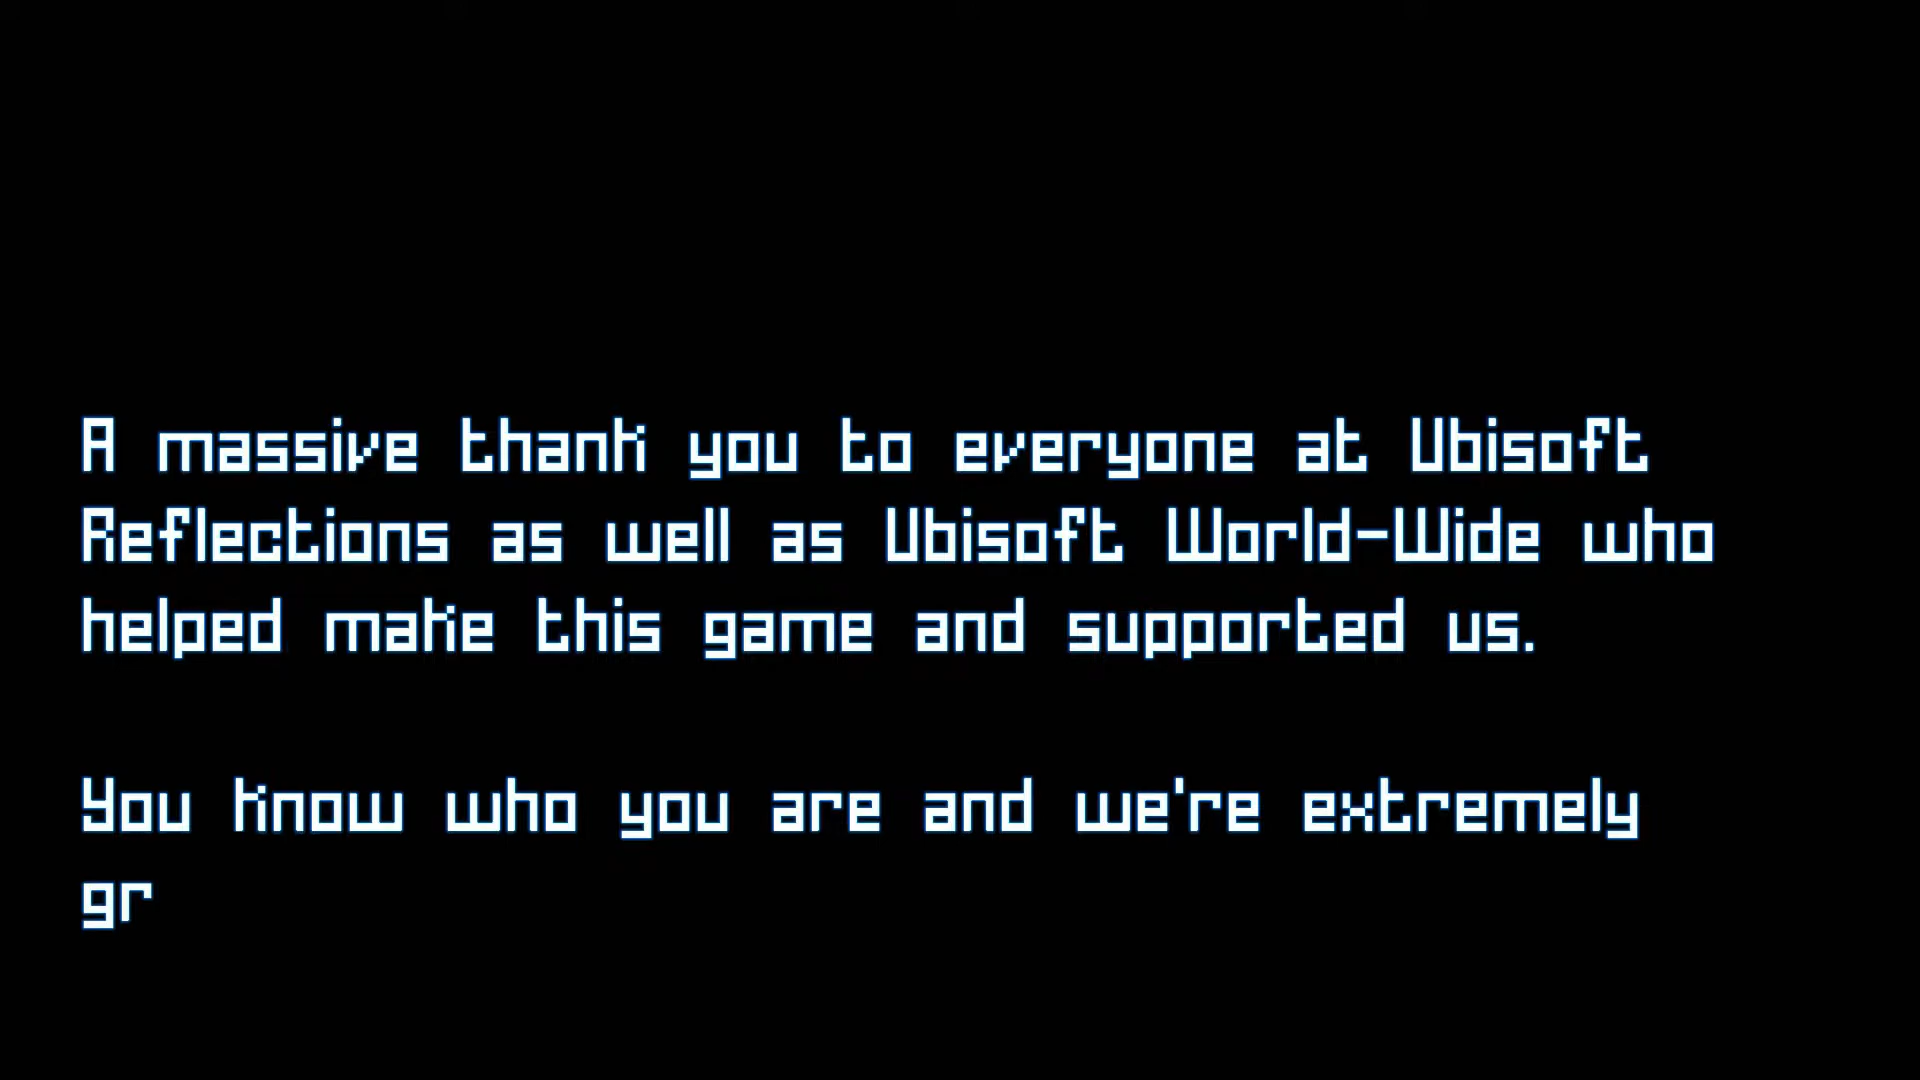 A massive thank you to everyone at Ubisoft
Reflections as well as Ubisoft World-Wide who
helped make this game and supported us.
You know who you are and we're extremely
gr